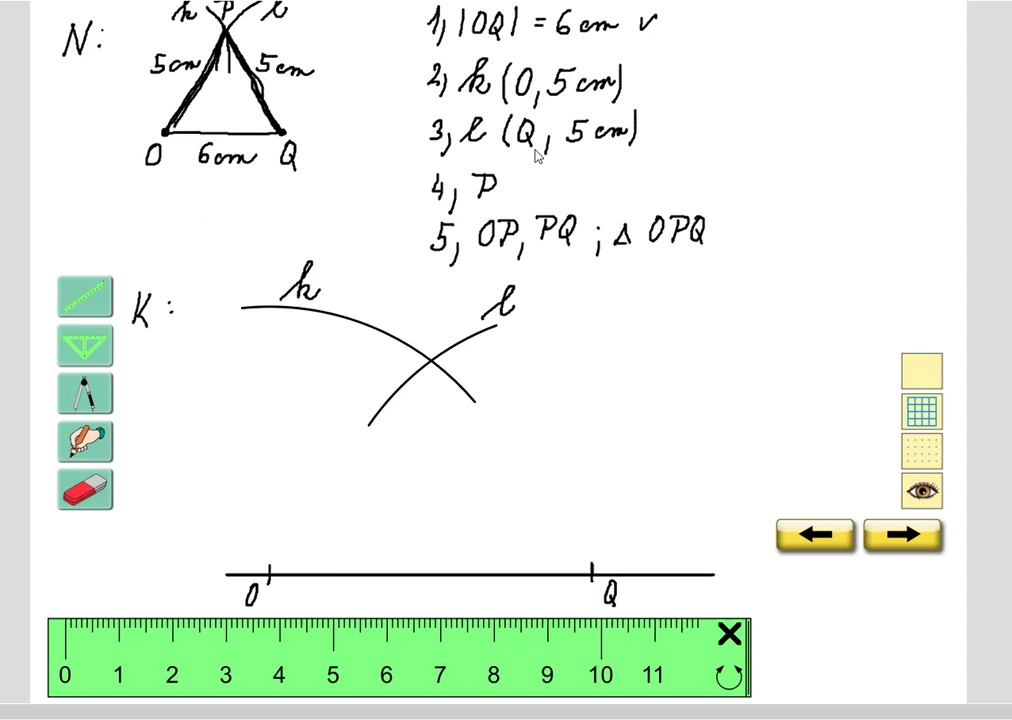 k P l
N:
5cm 5cm
O 6cm Q
1, |OQ| = 6cm v
2, k (O, 5cm)
3, l (Q, 5cm)
4, P
5, OP, PQ ; Δ OPQ
K:
k
l
O Q
0 1 2 3 4 5 6 7 8 9 10 11